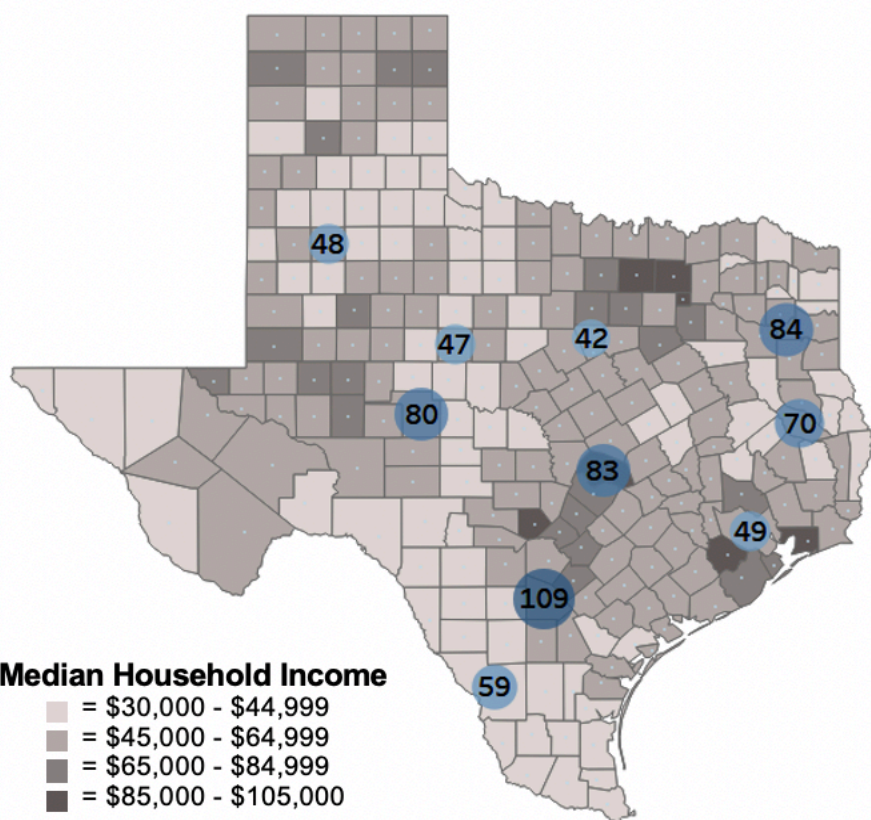 48
47
42
84
80
70
83
49
109
59
Median Household Income
= $30,000 - $44,999
= $45,000 - $64,999
= $65,000 - $84,999
= $85,000 - $105,000